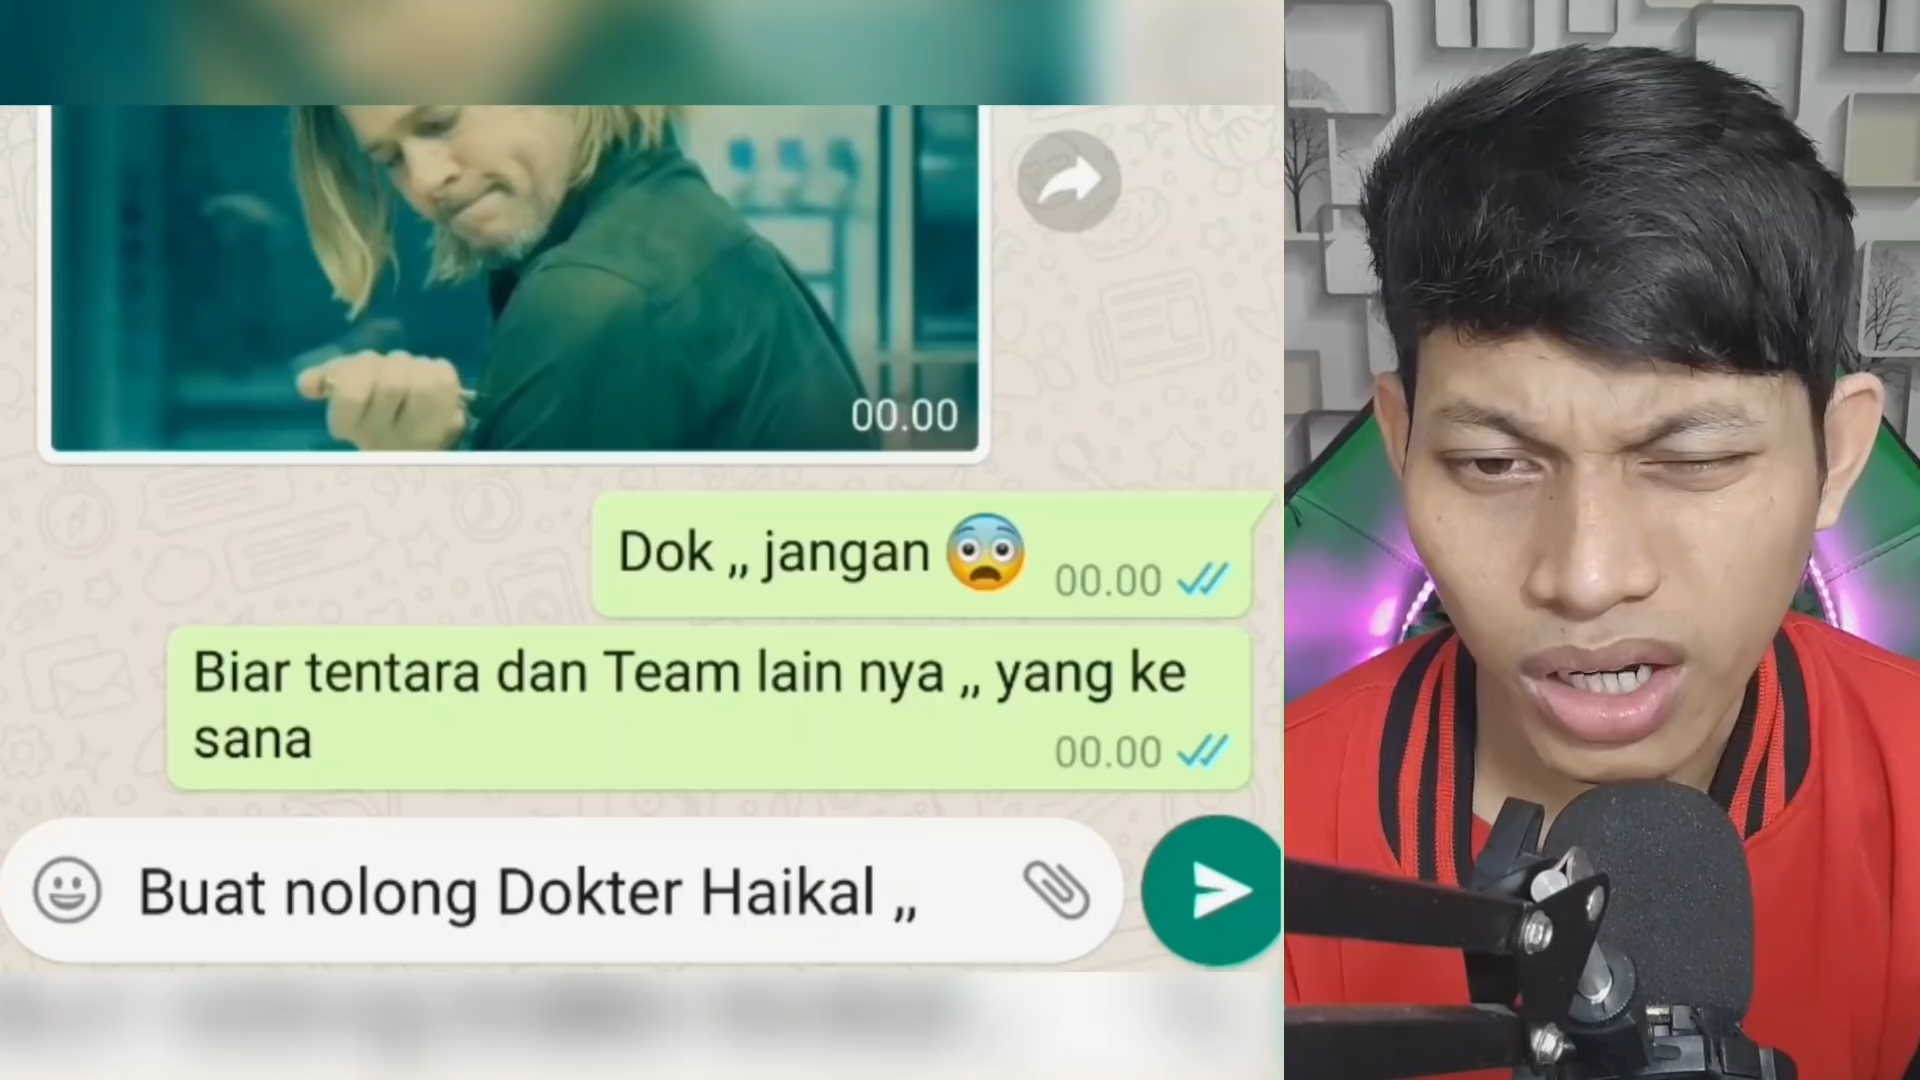 00.00
Dok ,, jangan 😨 00.00
Biar tentara dan Team lain nya ,, yang ke
sana 00.00
Buat nolong Dokter Haikal ,,